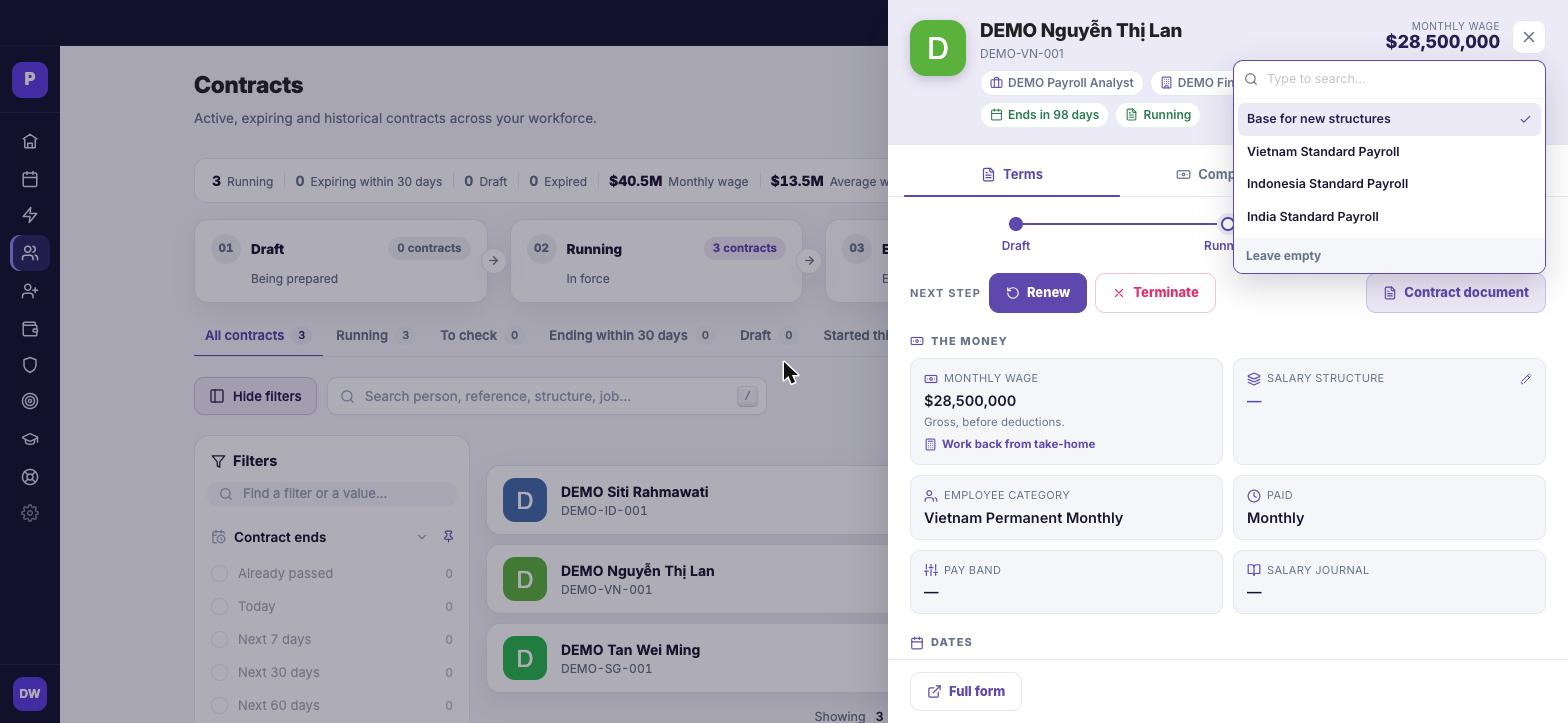 P
Contracts
Active, expiring and historical contracts across your workforce.
3 Running
0 Expiring within 30 days
0 Draft
0 Expired
$40.5M Monthly wage
$13.5M Average w
01 Draft 0 contracts
Being prepared
02 Running 3 contracts
In force
03 E
E
All contracts 3
Running 3
To check 0
Ending within 30 days 0
Draft 0
Started thi
Hide filters
Search person, reference, structure, job... /
Filters
Find a filter or a value...
Contract ends
Already passed 0
Today 0
Next 7 days 0
Next 30 days 0
Next 60 days 0
DEMO Siti Rahmawati
DEMO-ID-001
DEMO Nguyễn Thị Lan
DEMO-VN-001
DEMO Tan Wei Ming
DEMO-SG-001
Showing 3
DW
D
DEMO Nguyễn Thị Lan
DEMO-VN-001
DEMO Payroll Analyst
DEMO Fin
Ends in 98 days
Running
MONTHLY WAGE
$28,500,000
Type to search...
Base for new structures
Vietnam Standard Payroll
Indonesia Standard Payroll
India Standard Payroll
Leave empty
Terms
Comp
Draft
Runn
NEXT STEP
Renew
Terminate
Contract document
THE MONEY
MONTHLY WAGE
$28,500,000
Gross, before deductions.
Work back from take-home
SALARY STRUCTURE
—
EMPLOYEE CATEGORY
Vietnam Permanent Monthly
PAID
Monthly
PAY BAND
—
SALARY JOURNAL
—
DATES
Full form
D
D
D